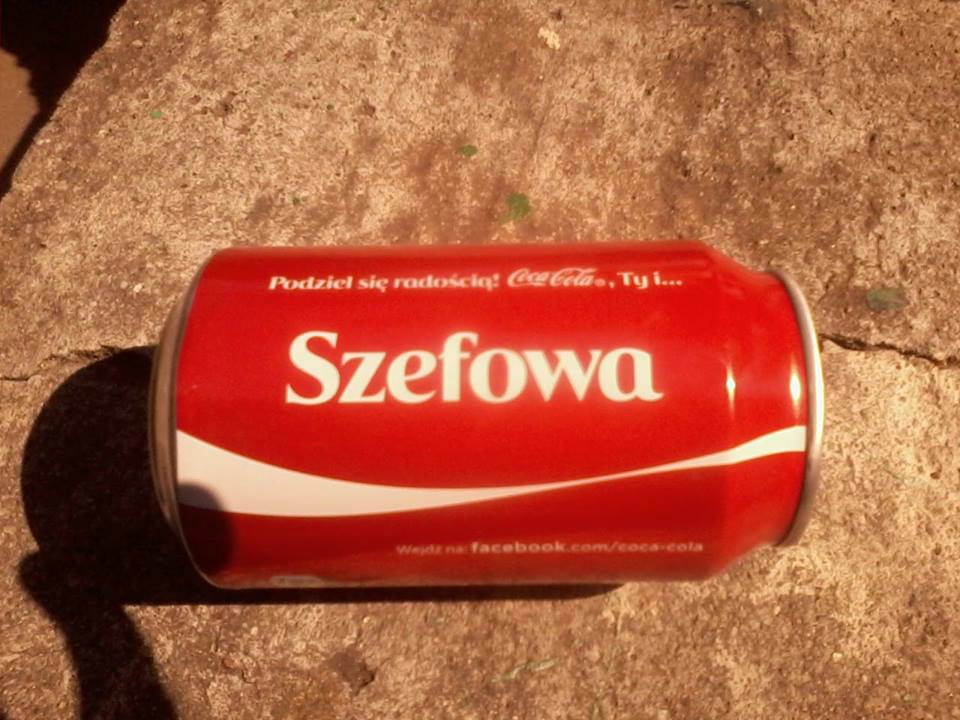 Podziel się radością! Coca-Cola®, Ty i...
Szefowa
Wejdź na: facebook.com/coca-cola